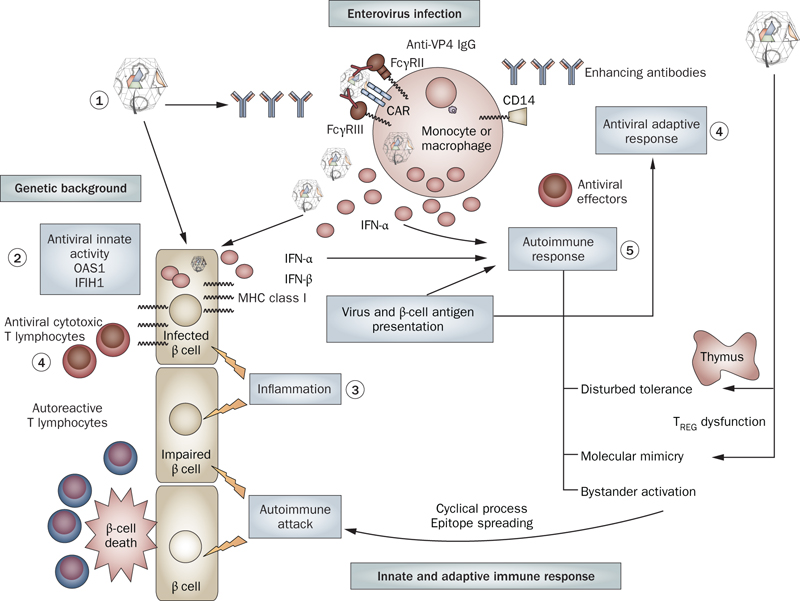 Enterovirus infection
Anti-VP4 IgG
FcγRII
Enhancing antibodies
1
CAR
CD14
FcγRIII
Monocyte or
macrophage
Antiviral adaptive
response
4
Genetic background
Antiviral
effectors
IFN-α
2
Antiviral innate
activity
OAS1
IFIH1
Autoimmune
response
5
IFN-α
IFN-β
MHC class I
Virus and β-cell antigen
presentation
Antiviral cytotoxic
T lymphocytes
4
Infected
β cell
Thymus
Inflammation
3
Disturbed tolerance
Autoreactive
T lymphocytes
TREG dysfunction
Impaired
β cell
Molecular mimicry
Bystander activation
Autoimmune
attack
Cyclical process
Epitope spreading
β-cell
death
β cell
Innate and adaptive immune response